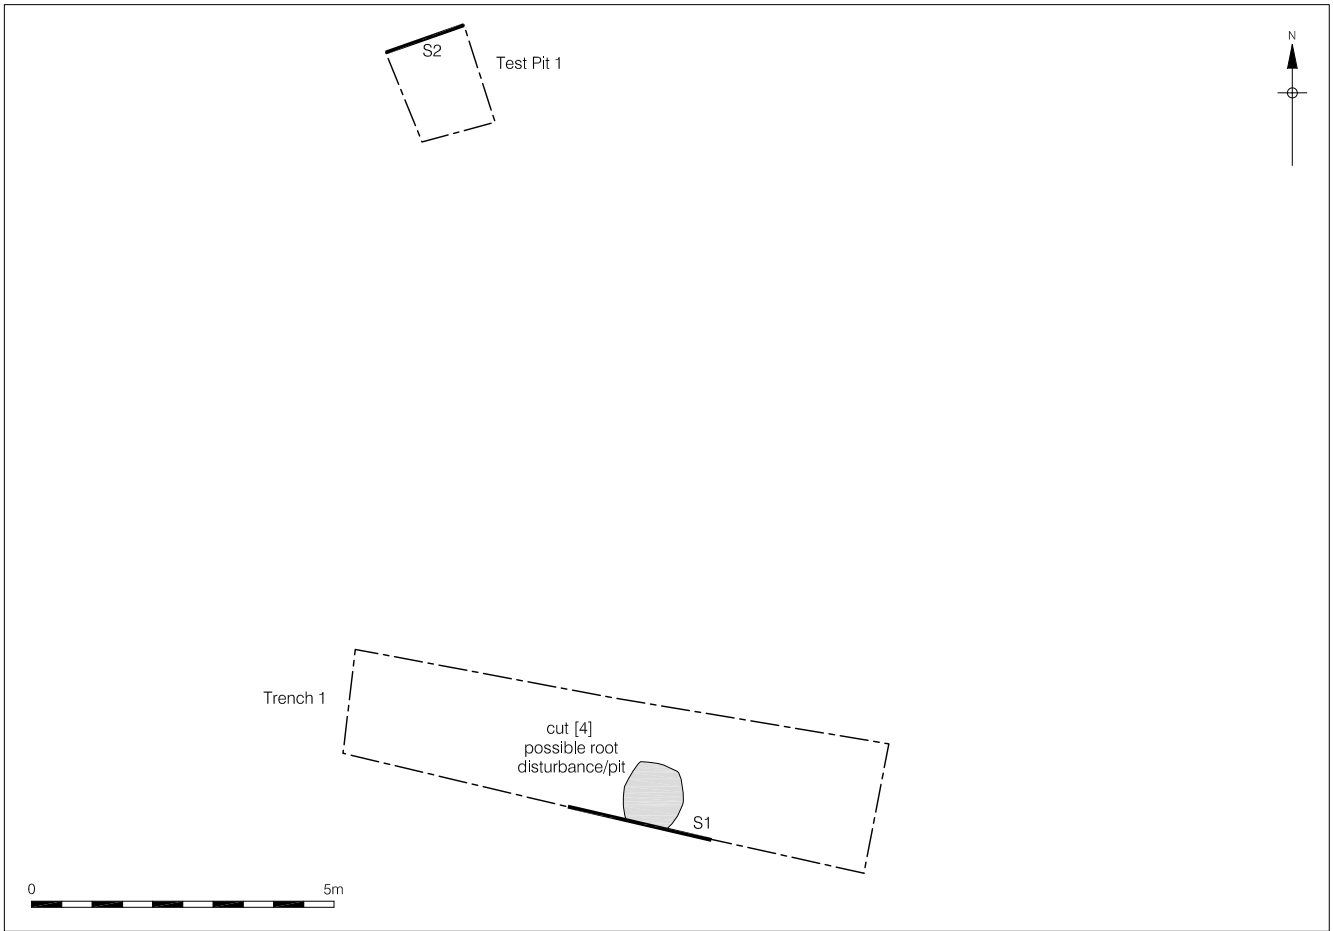 N
S2
Test Pit 1
Trench 1
cut [4]
possible root
disturbance/pit
S1
0
5m